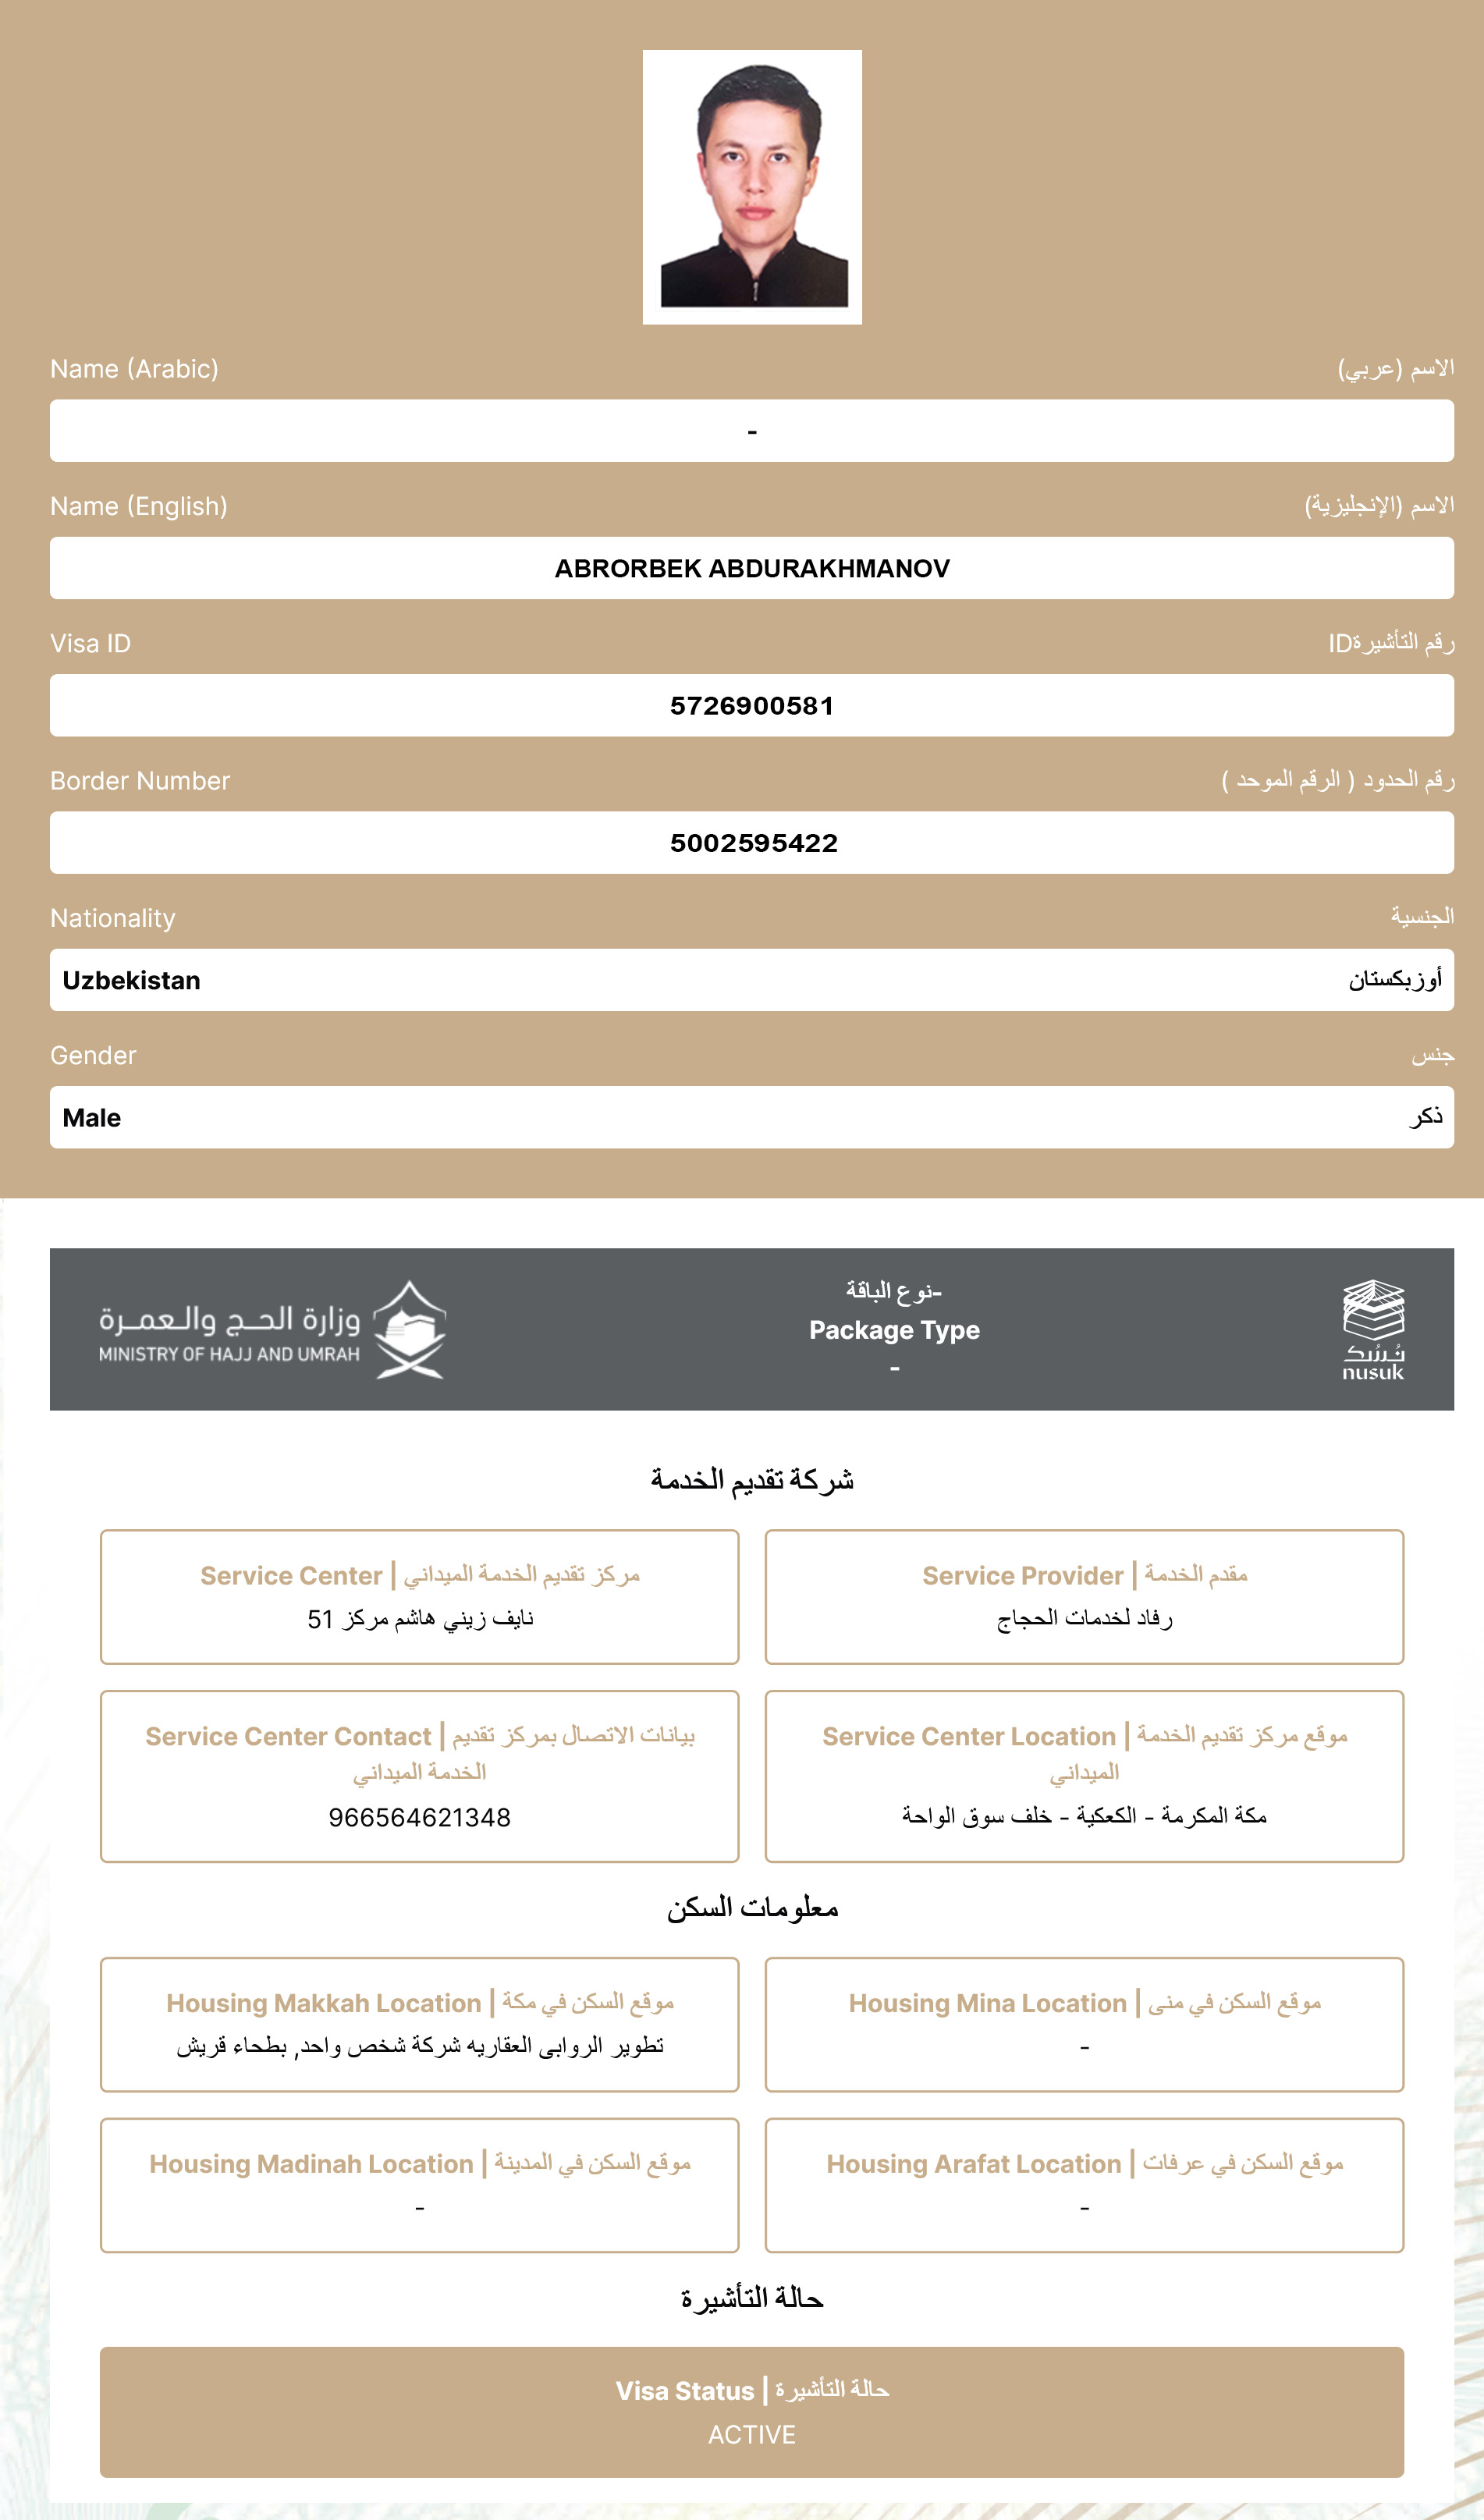 Name (Arabic) الاسم (عربي)
-
Name (English) الاسم (الإنجليزية)
ABRORBEK ABDURAKHMANOV
Visa ID رقم التأشيرةID
5726900581
Border Number رقم الحدود ( الرقم الموحد )
5002595422
Nationality الجنسية
Uzbekistan أوزبكستان
Gender جنس
Male ذكر
وزارة الحج والعمرة
MINISTRY OF HAJJ AND UMRAH
-نوع الباقة
Package Type
-
نُسُك
nusuk
شركة تقديم الخدمة
Service Center | مركز تقديم الخدمة الميداني
نايف زيني هاشم مركز 51
Service Provider | مقدم الخدمة
رفاد لخدمات الحجاج
Service Center Contact | بيانات الاتصال بمركز تقديم
الخدمة الميداني
966564621348
Service Center Location | موقع مركز تقديم الخدمة
الميداني
مكة المكرمة - الكعكية - خلف سوق الواحة
معلومات السكن
Housing Makkah Location | موقع السكن في مكة
تطوير الروابى العقاريه شركة شخص واحد, بطحاء قريش
Housing Mina Location | موقع السكن في منى
-
Housing Madinah Location | موقع السكن في المدينة
-
Housing Arafat Location | موقع السكن في عرفات
-
حالة التأشيرة
Visa Status | حالة التأشيرة
ACTIVE